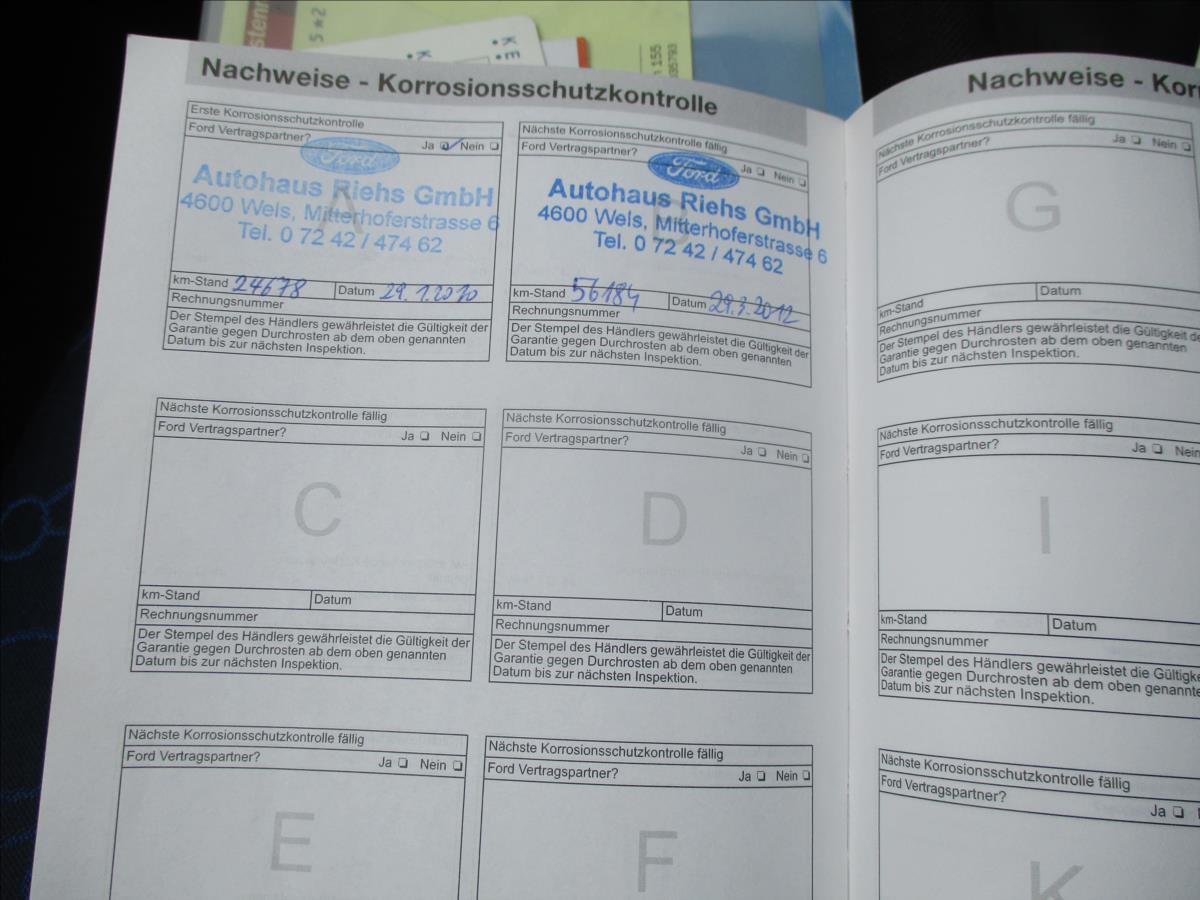 stenn
5★2
K
KE
155
35793
Nachweise - Korrosionsschutzkontrolle
Erste Korrosionsschutzkontrolle
Ford Vertragspartner? Ja Nein
A
Ford
Autohaus Riehs GmbH
4600 Wels, Mitterhoferstrasse 6
Tel. 0 72 42 / 474 62
km-Stand 24678 Datum 29.1.2010
Rechnungsnummer
Der Stempel des Händlers gewährleistet die Gültigkeit der
Garantie gegen Durchrosten ab dem oben genannten
Datum bis zur nächsten Inspektion.
Nächste Korrosionsschutzkontrolle fällig
Ford Vertragspartner? Ja Nein
B
Ford
Autohaus Riehs GmbH
4600 Wels, Mitterhoferstrasse 6
Tel. 0 72 42 / 474 62
km-Stand 56184 Datum 29.3.2012
Rechnungsnummer
Der Stempel des Händlers gewährleistet die Gültigkeit der
Garantie gegen Durchrosten ab dem oben genannten
Datum bis zur nächsten Inspektion.
Nächste Korrosionsschutzkontrolle fällig
Ford Vertragspartner? Ja Nein
C
km-Stand Datum
Rechnungsnummer
Der Stempel des Händlers gewährleistet die Gültigkeit der
Garantie gegen Durchrosten ab dem oben genannten
Datum bis zur nächsten Inspektion.
Nächste Korrosionsschutzkontrolle fällig
Ford Vertragspartner? Ja Nein
D
km-Stand Datum
Rechnungsnummer
Der Stempel des Händlers gewährleistet die Gültigkeit der
Garantie gegen Durchrosten ab dem oben genannten
Datum bis zur nächsten Inspektion.
Nächste Korrosionsschutzkontrolle fällig
Ford Vertragspartner? Ja Nein
E
Nächste Korrosionsschutzkontrolle fällig
Ford Vertragspartner? Ja Nein
F
Nachweise - Kor
Nächste Korrosionsschutzkontrolle fällig
Ford Vertragspartner? Ja Nein
G
km-Stand Datum
Rechnungsnummer
Der Stempel des Händlers gewährleistet die Gültigkeit de
Garantie gegen Durchrosten ab dem oben genannten
Datum bis zur nächsten Inspektion.
Nächste Korrosionsschutzkontrolle fällig
Ford Vertragspartner? Ja Nein
I
km-Stand Datum
Rechnungsnummer
Der Stempel des Händlers gewährleistet die Gültigke
Garantie gegen Durchrosten ab dem oben genannte
Datum bis zur nächsten Inspektion.
Nächste Korrosionsschutzkontrolle fällig
Ford Vertragspartner? Ja
K